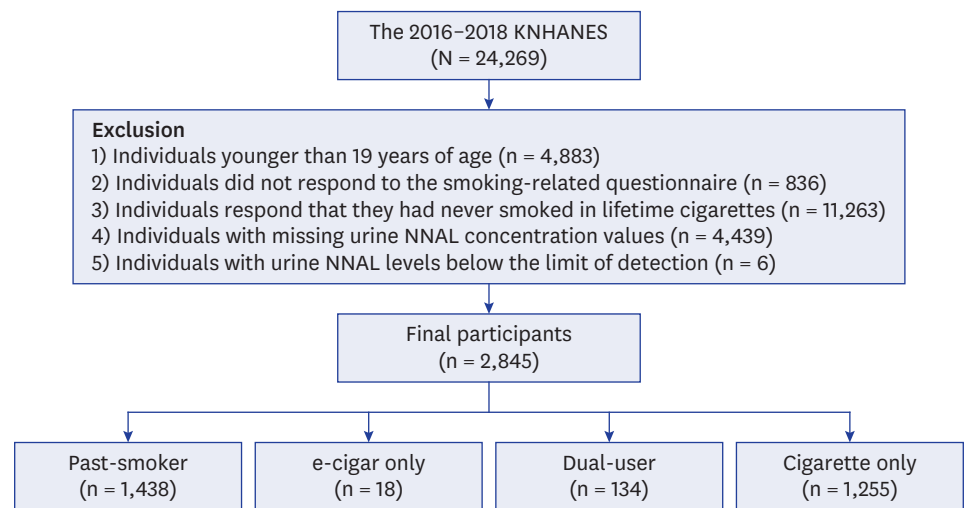 The 2016–2018 KNHANES
(N = 24,269)
Exclusion
1) Individuals younger than 19 years of age (n = 4,883)
2) Individuals did not respond to the smoking-related questionnaire (n = 836)
3) Individuals respond that they had never smoked in lifetime cigarettes (n = 11,263)
4) Individuals with missing urine NNAL concentration values (n = 4,439)
5) Individuals with urine NNAL levels below the limit of detection (n = 6)
Final participants
(n = 2,845)
Past-smoker
(n = 1,438)
e-cigar only
(n = 18)
Dual-user
(n = 134)
Cigarette only
(n = 1,255)